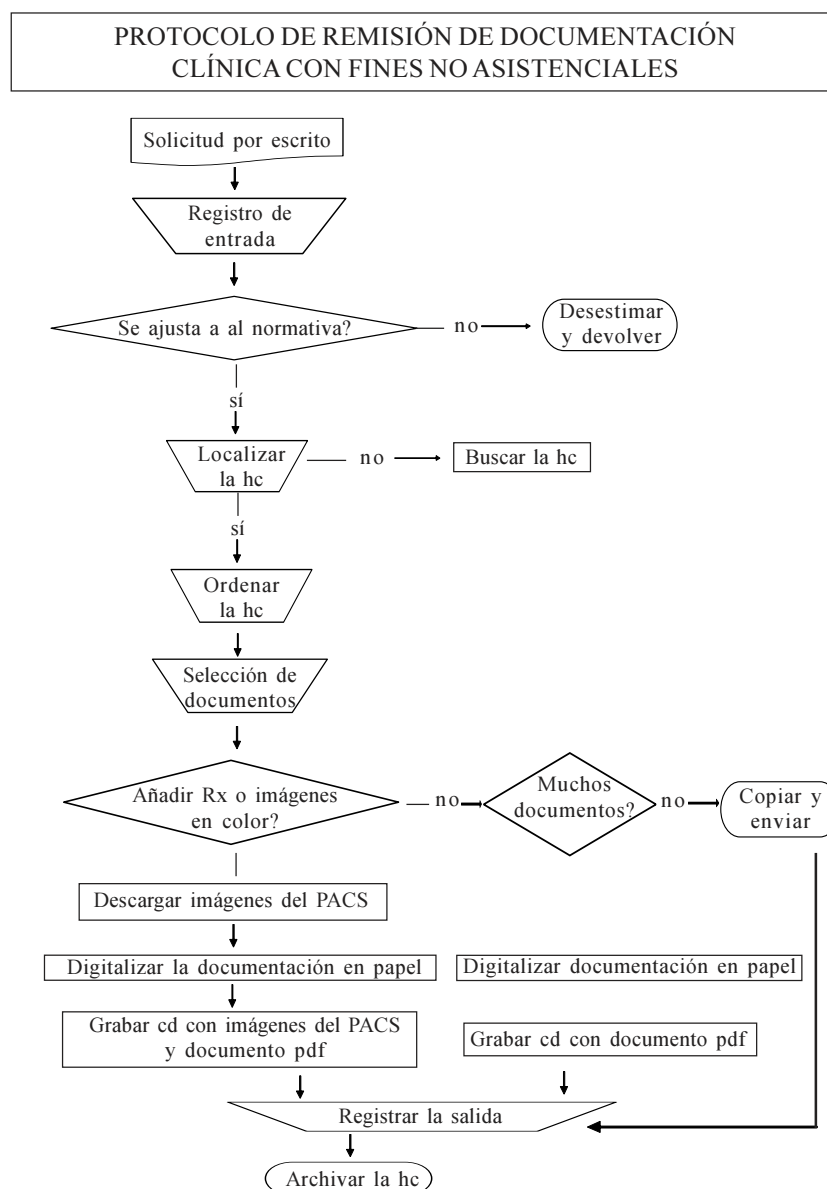 PROTOCOLO DE REMISIÓN DE DOCUMENTACIÓN
CLÍNICA CON FINES NO ASISTENCIALES
Solicitud por escrito
Registro de
entrada
Se ajusta a al normativa?
no
Desestimar
y devolver
sí
Localizar
la hc
no
Buscar la hc
sí
Ordenar
la hc
Selección de
documentos
Añadir Rx o imágenes
en color?
no
Muchos
documentos?
no
Copiar y
enviar
Descargar imágenes del PACS
Digitalizar la documentación en papel
Digitalizar documentación en papel
Grabar cd con imágenes del PACS
y documento pdf
Grabar cd con documento pdf
Registrar la salida
Archivar la hc